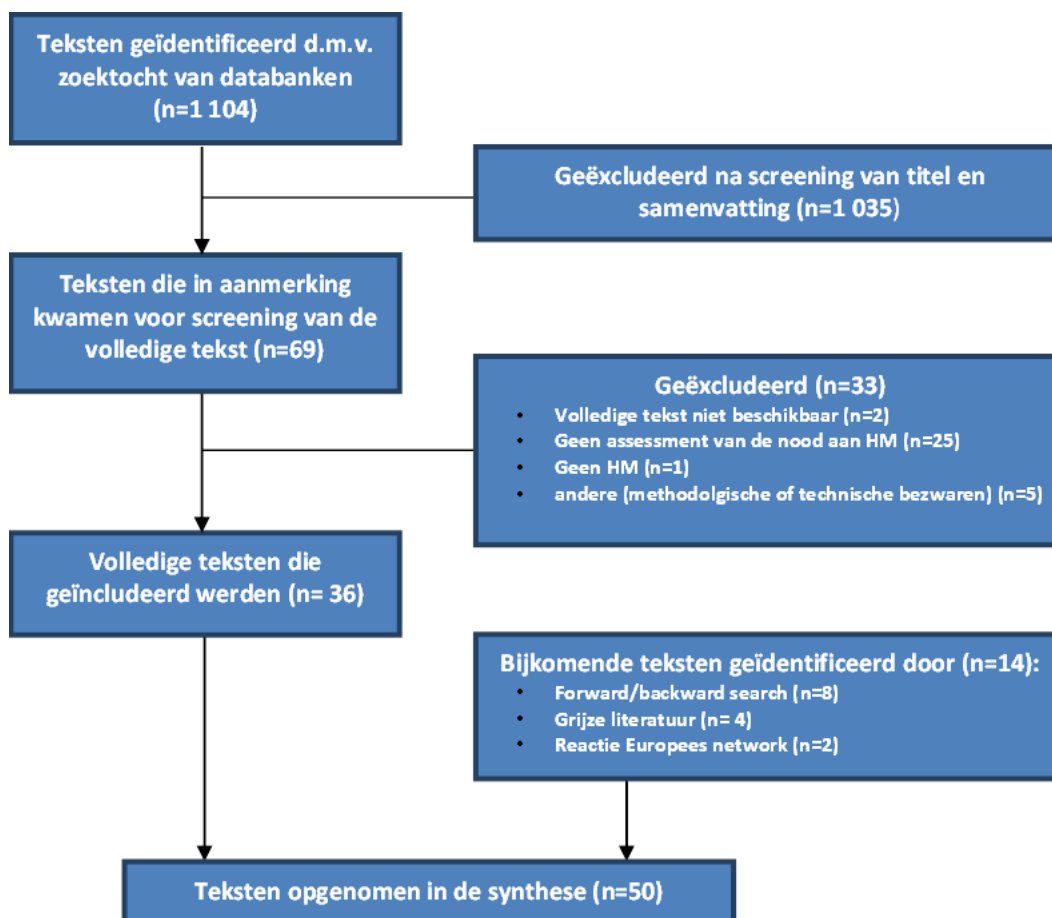 Teksten geïdentificeerd d.m.v.
zoektocht van databanken
(n=1 104)
Geëxcludeerd na screening van titel en
samenvatting (n=1 035)
Teksten die in aanmerking
kwamen voor screening van de
volledige tekst (n=69)
Geëxcludeerd (n=33)
• Volledige tekst niet beschikbaar (n=2)
• Geen assessment van de nood aan HM (n=25)
• Geen HM (n=1)
• andere (methodolgische of technische bezwaren) (n=5)
Volledige teksten die
geïncludeerd werden (n= 36)
Bijkomende teksten geïdentificeerd door (n=14):
• Forward/backward search (n=8)
• Grijze literatuur (n= 4)
• Reactie Europees network (n=2)
Teksten opgenomen in de synthese (n=50)